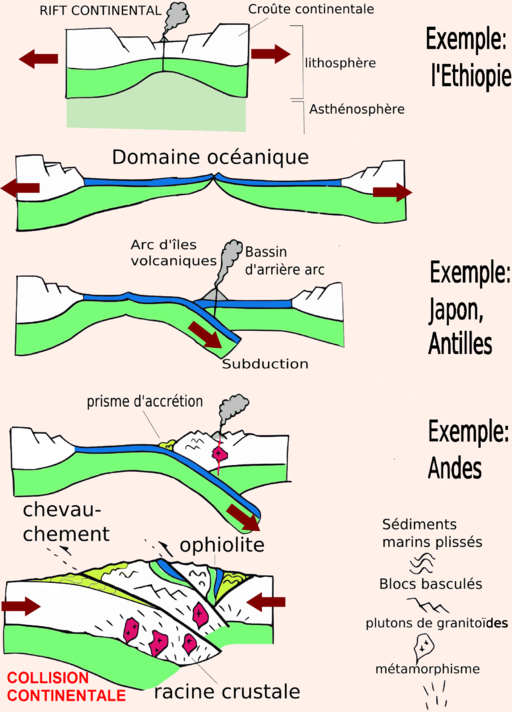 RIFT CONTINENTAL
Croûte continentale
lithosphère
Asthénosphère
Exemple:
l'Ethiopie
Domaine océanique
Arc d'îles
volcaniques
Bassin
d'arrière arc
Subduction
Exemple:
Japon,
Antilles
prisme d'accrétion
Exemple:
Andes
chevau-
chement
ophiolite
COLLISION
CONTINENTALE
racine crustale
Sédiments
marins plissés
Blocs basculés
plutons de granitoïdes
métamorphisme